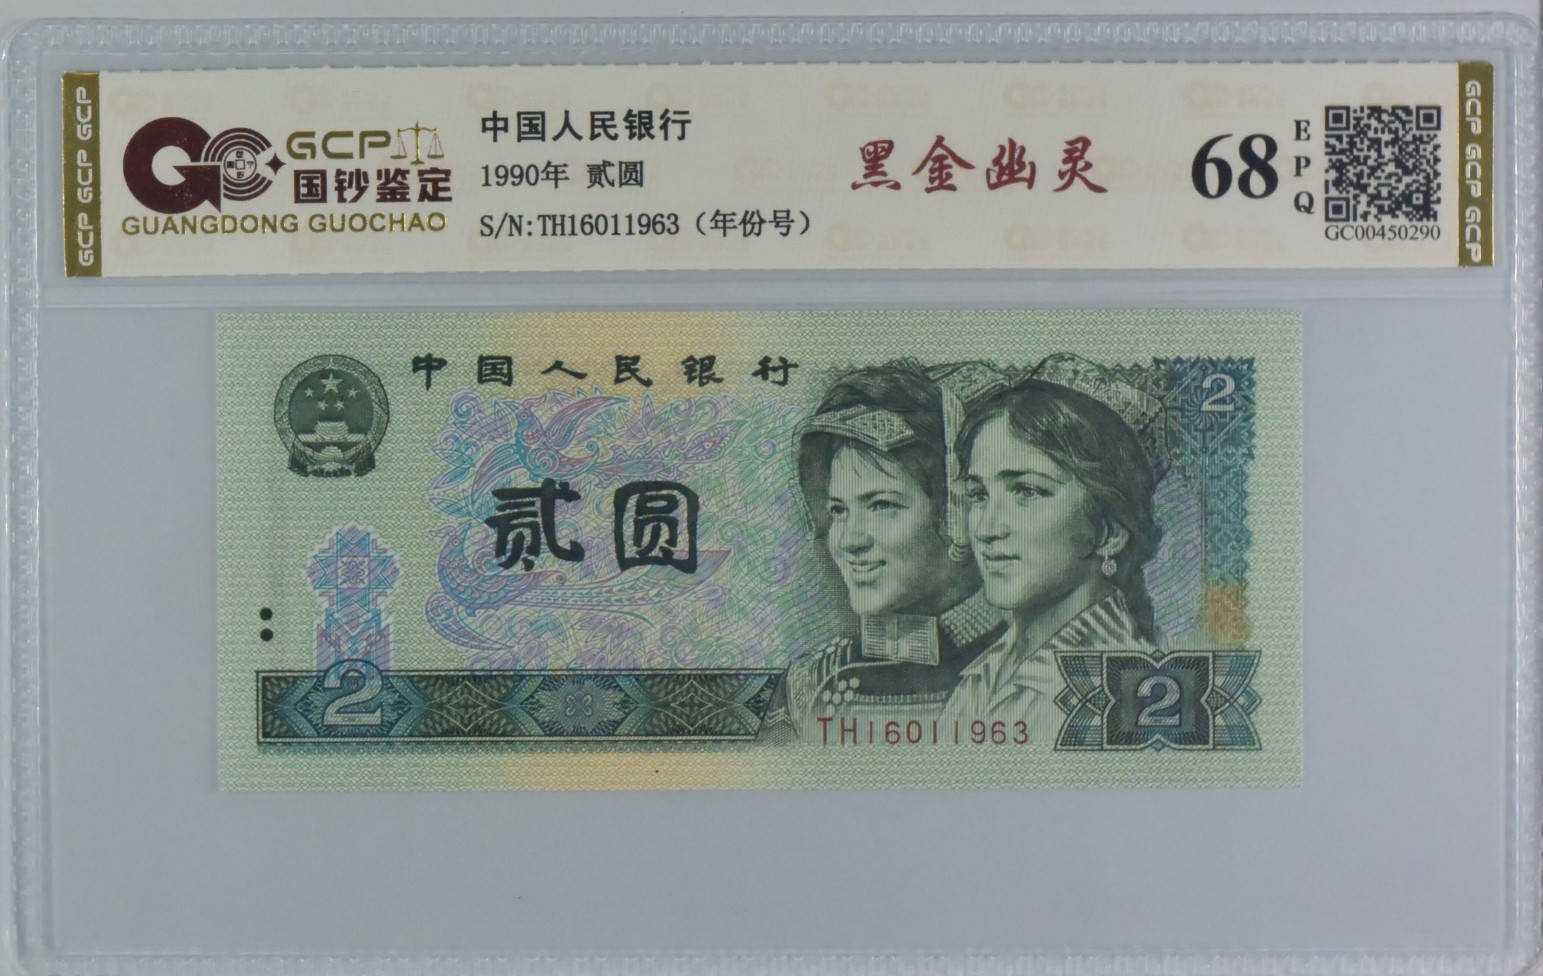 GCP GCP GCP
GCP
国钞鉴定
GUANGDONG GUOCHAO
中国人民银行
1990年 贰圆
S/N:TH16011963（年份号）
黑金幽灵
68
EPQ
GC00450290
GCP GCP GCP
中国人民银行
2
贰圆
2
TH16011963
2